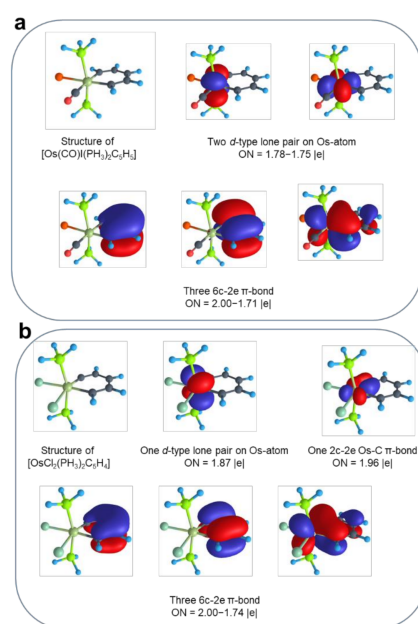 a
Structure of
[Os(CO)I(PH₃)₂C₅H₅]
Two d-type lone pair on Os-atom
ON = 1.78−1.75 |e|
Three 6c-2e π-bond
ON = 2.00−1.71 |e|
b
Structure of
[OsCl₂(PH₃)₂C₅H₄]
One d-type lone pair on Os-atom
ON = 1.87 |e|
One 2c-2e Os-C π-bond
ON = 1.96 |e|
Three 6c-2e π-bond
ON = 2.00−1.74 |e|